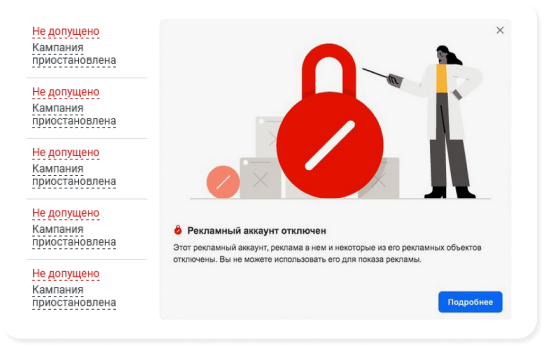 Не допущено
Кампания
приостановлена
Не допущено
Кампания
приостановлена
Не допущено
Кампания
приостановлена
Не допущено
Кампания
приостановлена
Не допущено
Кампания
приостановлена
Рекламный аккаунт отключен
Этот рекламный аккаунт, реклама в нем и некоторые из его рекламных объектов
отключены. Вы не можете использовать его для показа рекламы.
Подробнее